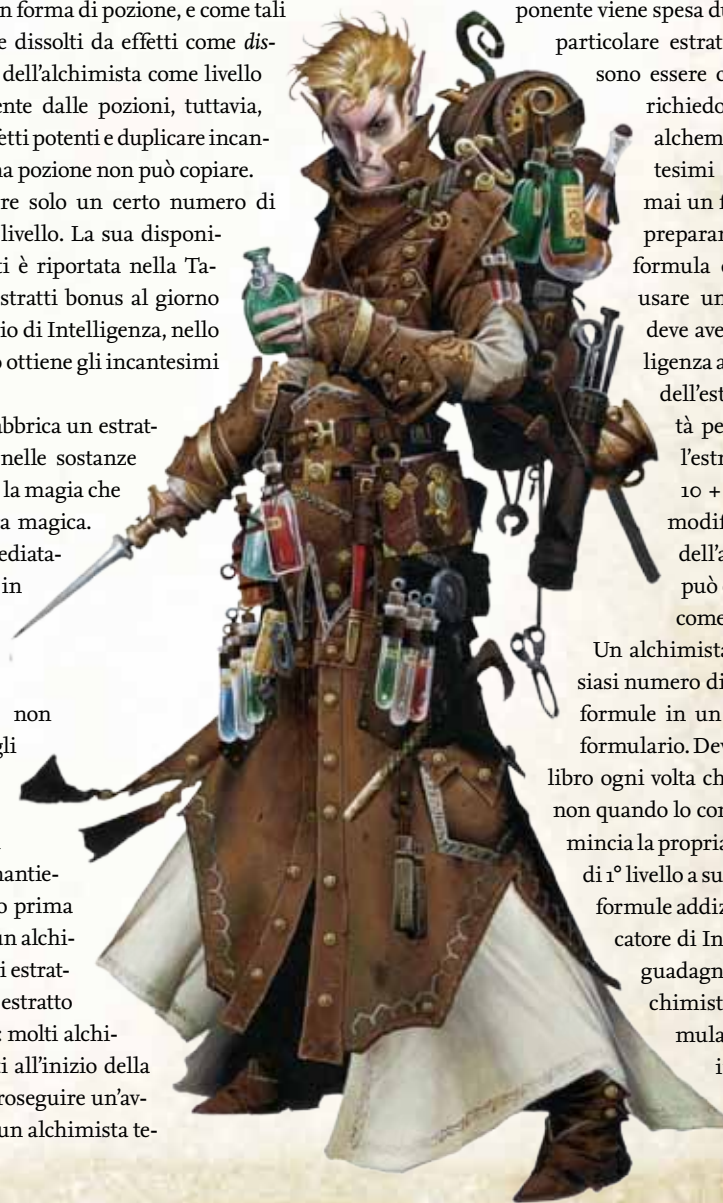 n forma di pozione, e come tali
e dissolti da effetti come dis-
dell'alchimista come livello
ente dalle pozioni, tuttavia,
fetti potenti e duplicare incan-
na pozione non può copiare.
re solo un certo numero di
livello. La sua disponi-
ti è riportata nella Ta-
stratti bonus al giorno
io di Intelligenza, nello
o ottiene gli incantesimi
abbrica un estrat-
nelle sostanze
la magia che
a magica.
ediata-
in
non
gli
mantie-
o prima
un alchi-
i estrat-
estratto
: molti alchi-
ti all'inizio della
roseguire un'av-
un alchimista te-
ponente viene spesa du
particolare estrat
sono essere c
richiedo
alchem
tesimi
mai un f
preparar
formula
usare un
deve ave
ligenza a
dell'est
tà pe
l'estr
10 +
modif
dell'a
può
come
Un alchimista
siasi numero di
formule in un
formulario. Dev
libro ogni volta ch
non quando lo cor
mincia la propria
di 1° livello a su
formule addiz
catore di In
guadagn
chimist
mula
i